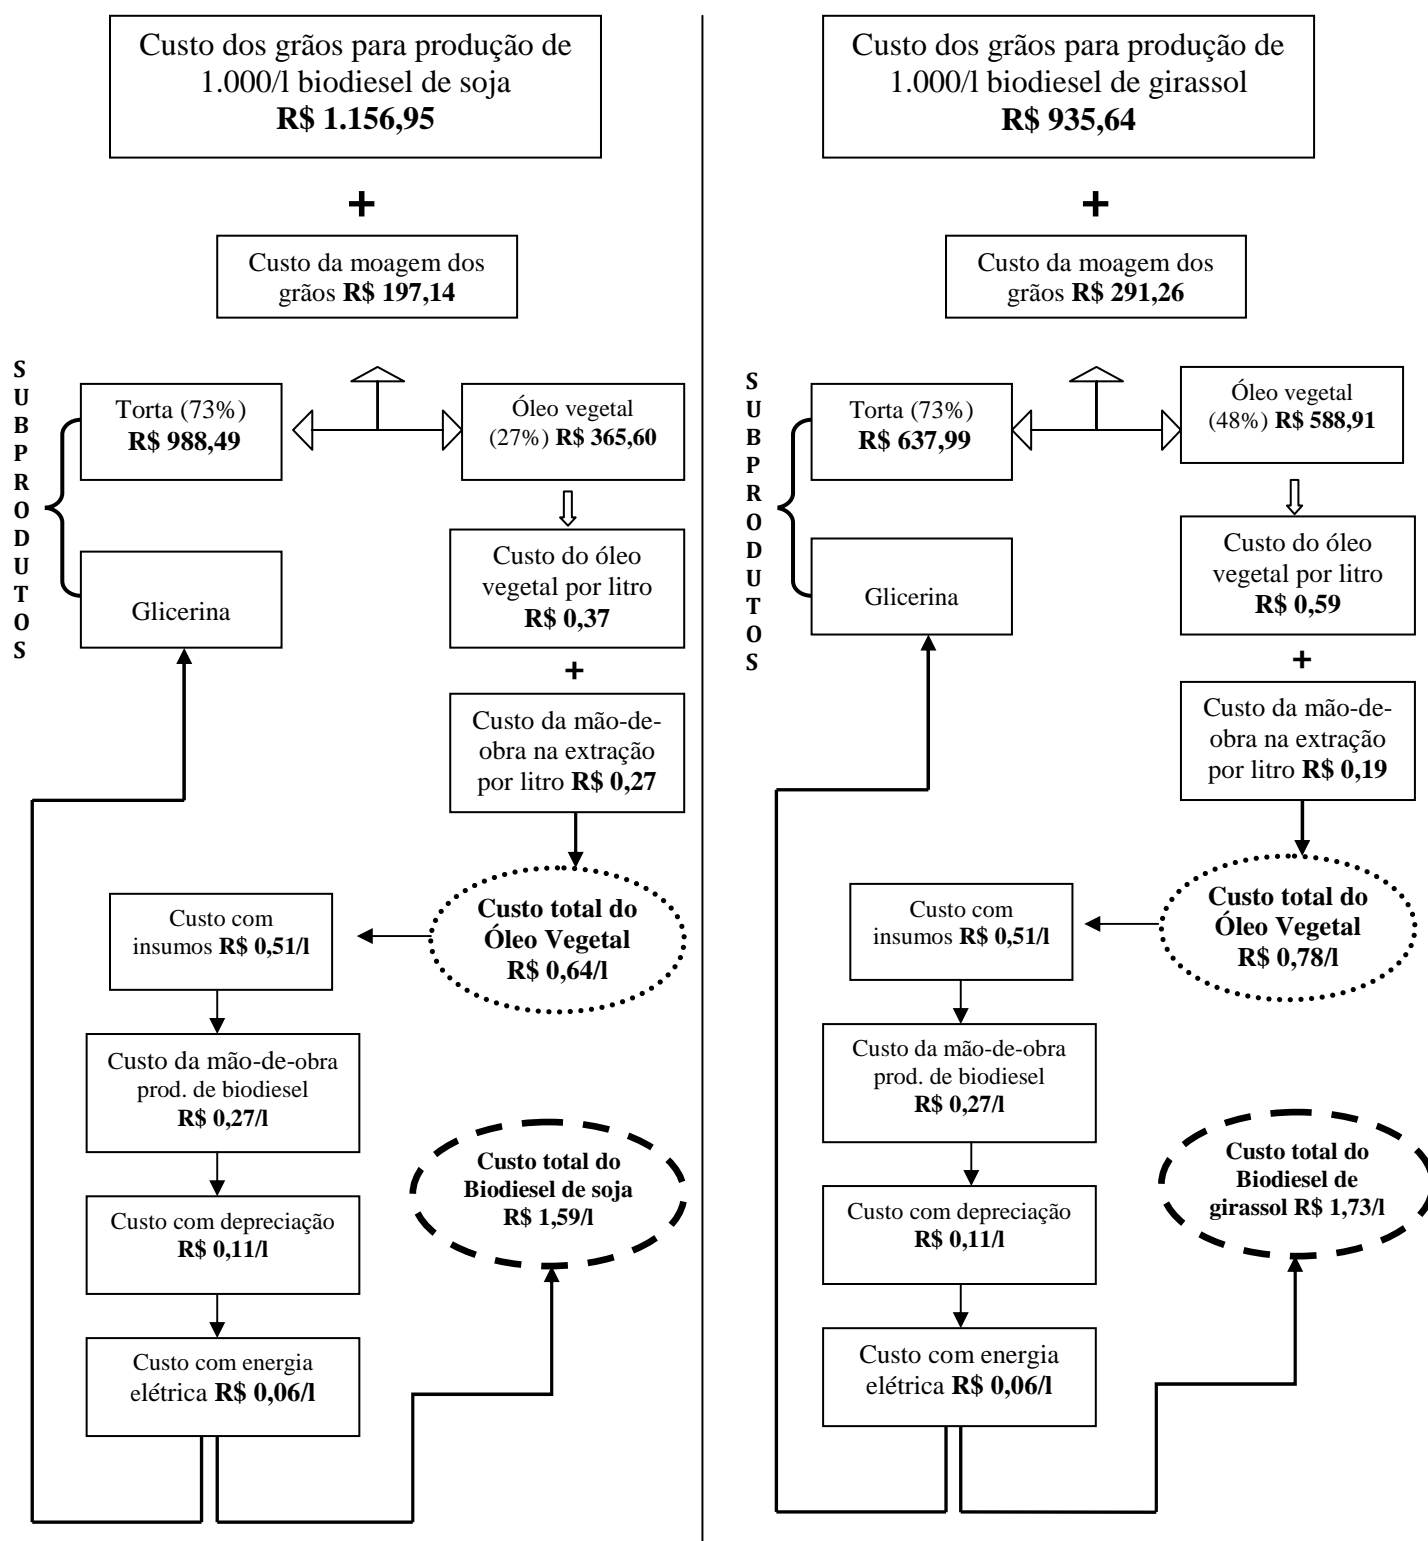 Custo dos grãos para produção de
1.000/l biodiesel de soja
R$ 1.156,95
+
Custo da moagem dos
grãos R$ 197,14
S
U
B
P
R
O
D
U
T
O
S
Torta (73%)
R$ 988,49
Óleo vegetal
(27%) R$ 365,60
Glicerina
Custo do óleo
vegetal por litro
R$ 0,37
+
Custo da mão-de-
obra na extração
por litro R$ 0,27
Custo total do
Óleo Vegetal
R$ 0,64/l
Custo com
insumos R$ 0,51/l
Custo da mão-de-obra
prod. de biodiesel
R$ 0,27/l
Custo com depreciação
R$ 0,11/l
Custo com energia
elétrica R$ 0,06/l
Custo total do
Biodiesel de soja
R$ 1,59/l
Custo dos grãos para produção de
1.000/l biodiesel de girassol
R$ 935,64
+
Custo da moagem dos
grãos R$ 291,26
S
U
B
P
R
O
D
U
T
O
S
Torta (73%)
R$ 637,99
Óleo vegetal
(48%) R$ 588,91
Glicerina
Custo do óleo
vegetal por litro
R$ 0,59
+
Custo da mão-de-
obra na extração
por litro R$ 0,19
Custo total do
Óleo Vegetal
R$ 0,78/l
Custo com
insumos R$ 0,51/l
Custo da mão-de-obra
prod. de biodiesel
R$ 0,27/l
Custo com depreciação
R$ 0,11/l
Custo com energia
elétrica R$ 0,06/l
Custo total do
Biodiesel de
girassol R$ 1,73/l